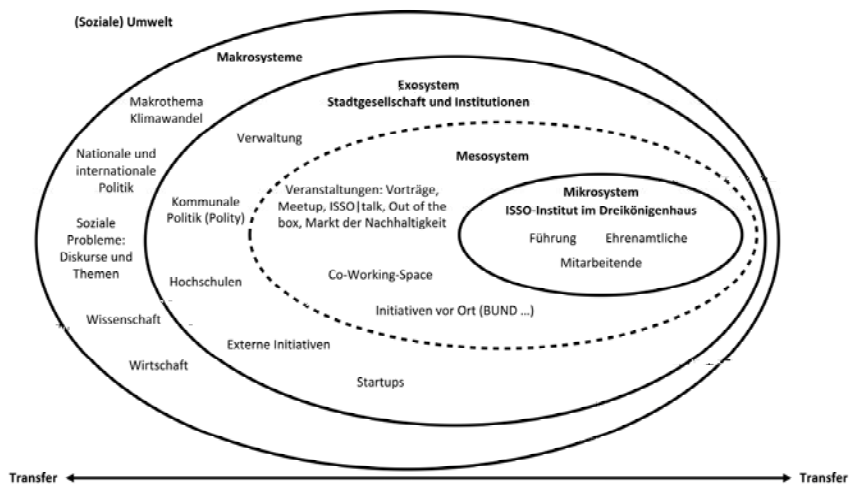 (Soziale) Umwelt
Makrosysteme
Makrothema
Klimawandel
Nationale und
internationale
Politik
Soziale
Probleme:
Diskurse und
Themen
Wissenschaft
Wirtschaft
Exosystem
Stadtgesellschaft und Institutionen
Verwaltung
Kommunale
Politik (Polity)
Hochschulen
Externe Initiativen
Startups
Mesosystem
Veranstaltungen: Vorträge,
Meetup, ISSO|talk, Out of the
box, Markt der Nachhaltigkeit
Co-Working-Space
Initiativen vor Ort (BUND …)
Mikrosystem
ISSO-Institut im Dreikönigenhaus
Führung Ehrenamtliche
Mitarbeitende
Transfer Transfer